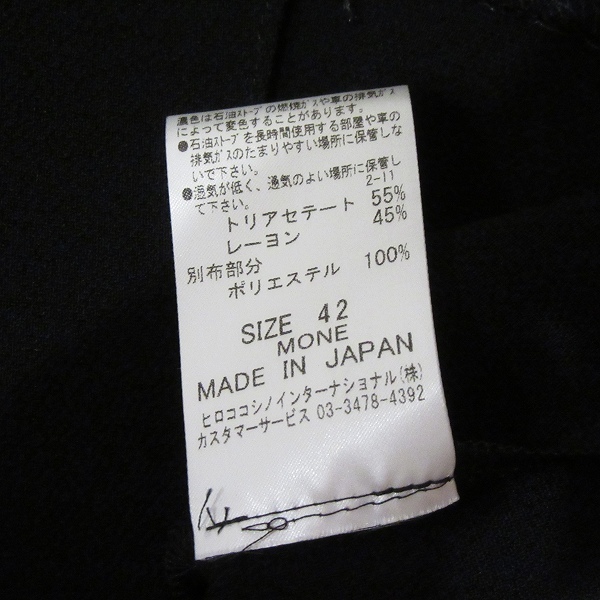 濃色は石油ｽﾄｰﾌﾞの燃焼ｶﾞｽや車の排気ｶﾞｽ
によって変色することがあります。
●石油ｽﾄｰﾌﾞを長時間使用する部屋や車の
排気ｶﾞｽのたまりやすい場所に保管しな
いで下さい。
●湿気が低く、通気のよい場所に保管し
て下さい。 2-11
トリアセテート 55%
レーヨン 45%
別布部分
ポリエステル 100%
SIZE 42
MONE
MADE IN JAPAN
ヒロココシノインターナショナル(株)
カスタマーサービス 03-3478-4392